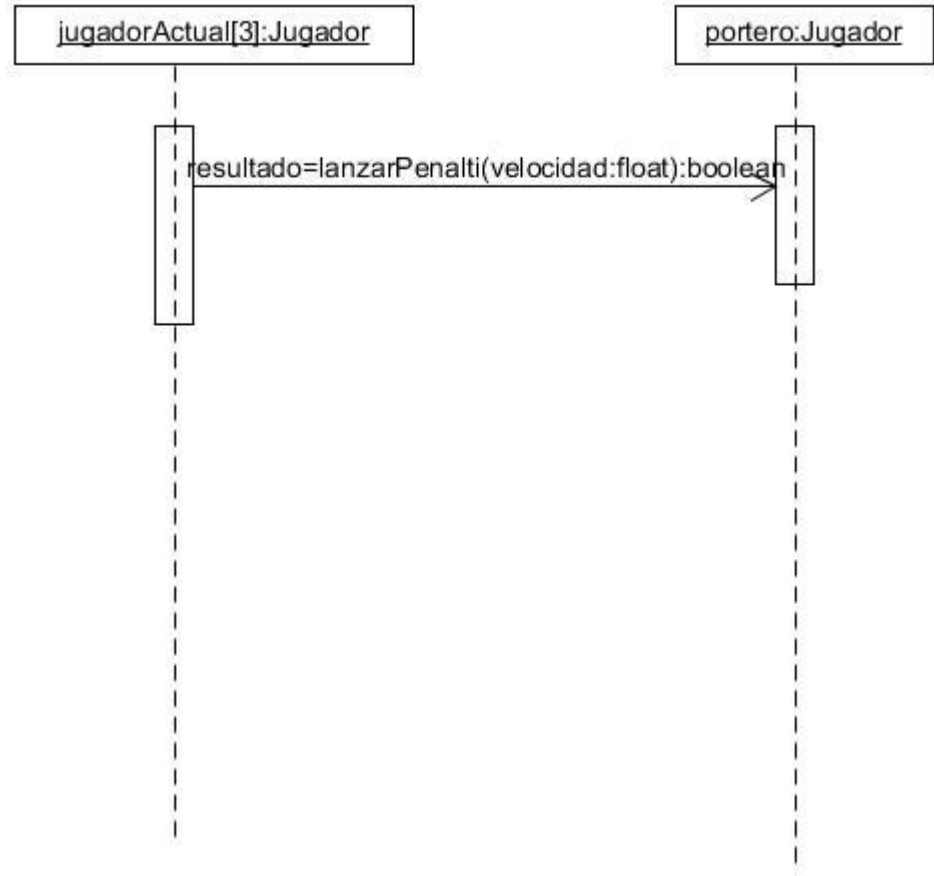 jugadorActual[3]:Jugador
portero:Jugador
resultado=lanzarPenalti(velocidad:float):boolean